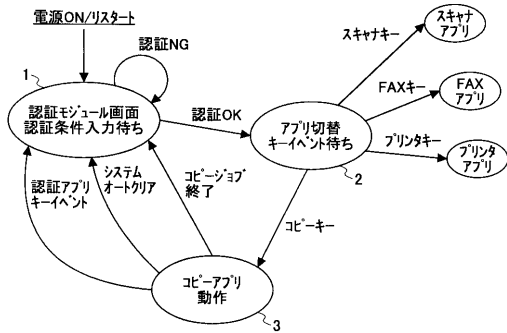 電源ON/リスタート
認証NG
1
認証モジュール画面
認証条件入力待ち
認証OK
スキャナキー
スキャナ
アプリ
FAXキー
FAX
アプリ
プリンタキー
プリンタ
アプリ
アプリ切替
キーイベント待ち
2
認証アプリ
キーイベント
システム
オートクリア
コピージョブ
終了
コピーキー
コピーアプリ
動作
3